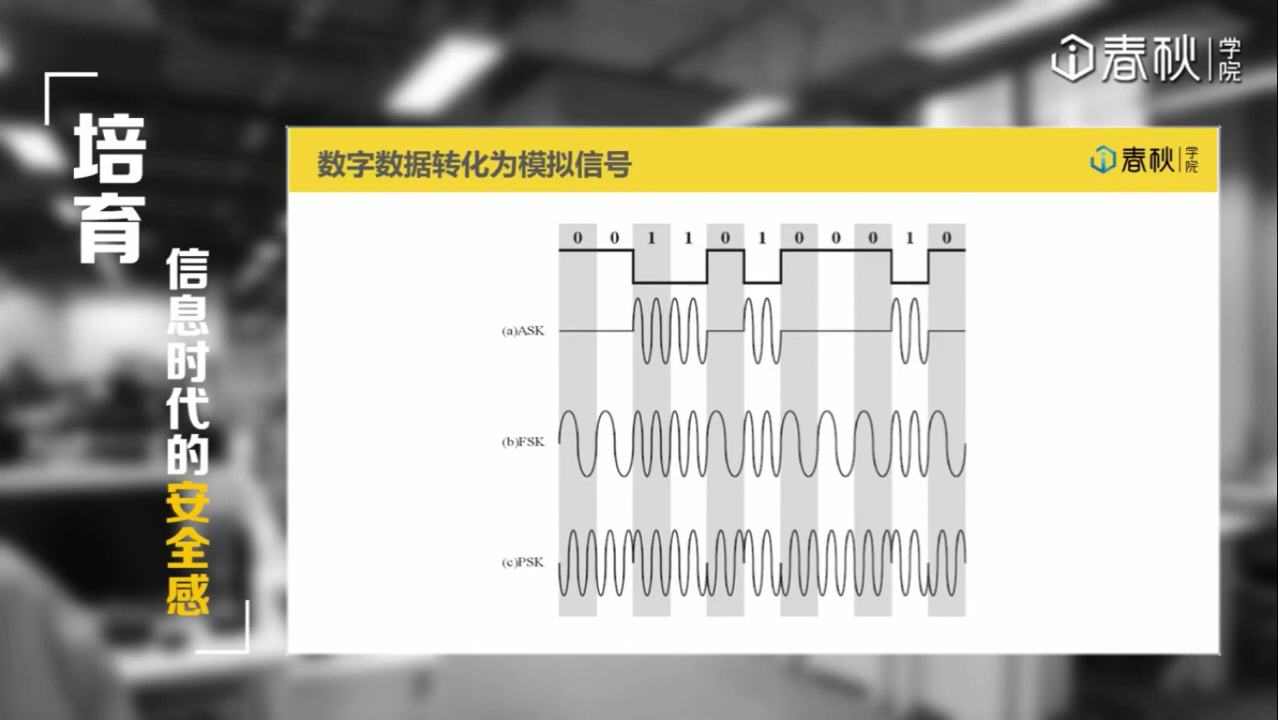 春秋学院
培育
信息时代的安全感
数字数据转化为模拟信号
春秋学院
0 0 1 1 0 1 0 0 0 1 0
(a)ASK
(b)FSK
(c)PSK